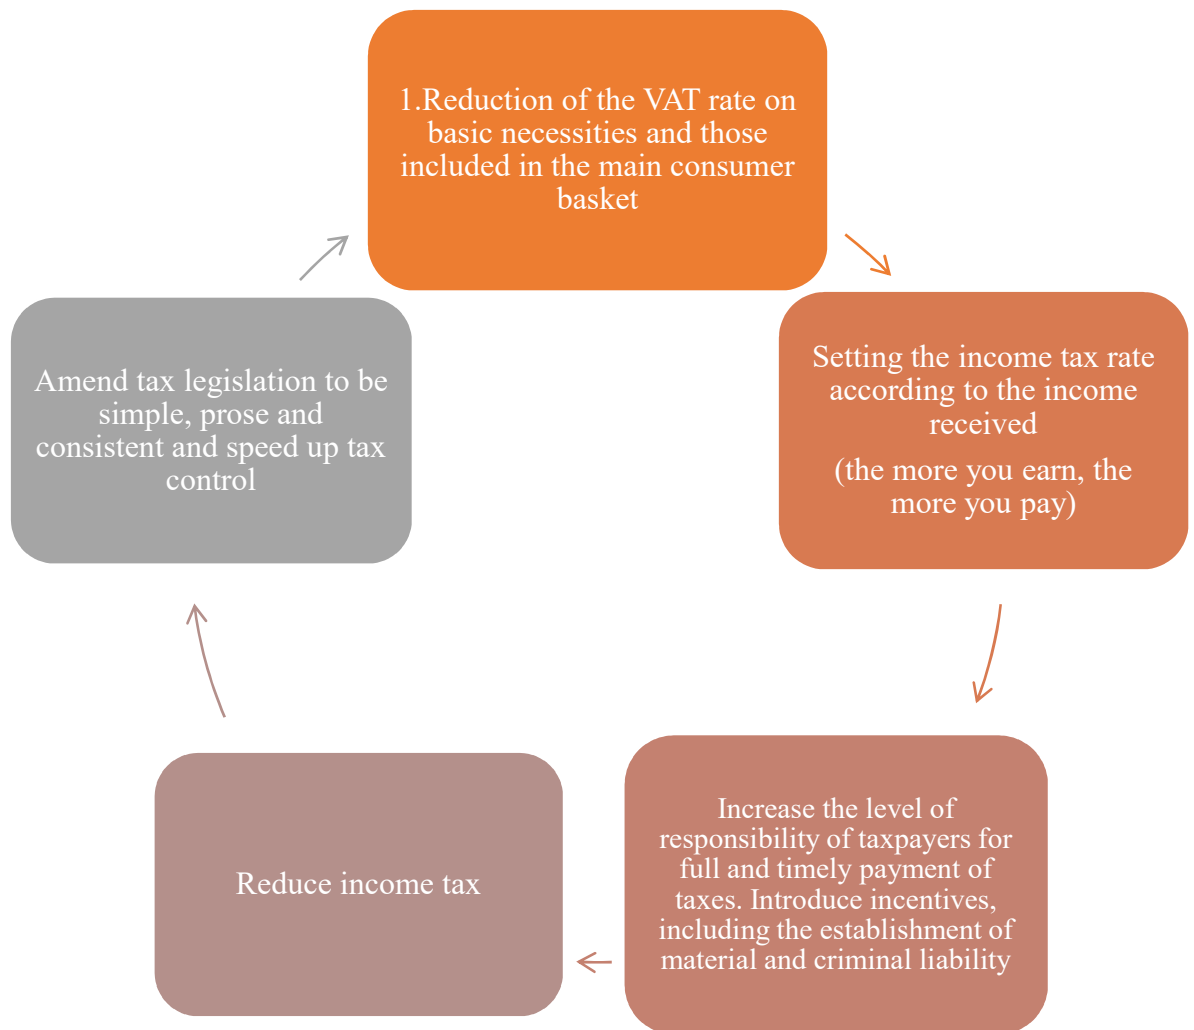 1.Reduction of the VAT rate on
basic necessities and those
included in the main consumer
basket
Setting the income tax rate
according to the income
received
(the more you earn, the
more you pay)
Increase the level of
responsibility of taxpayers for
full and timely payment of
taxes. Introduce incentives,
including the establishment of
material and criminal liability
Reduce income tax
Amend tax legislation to be
simple, prose and
consistent and speed up tax
control